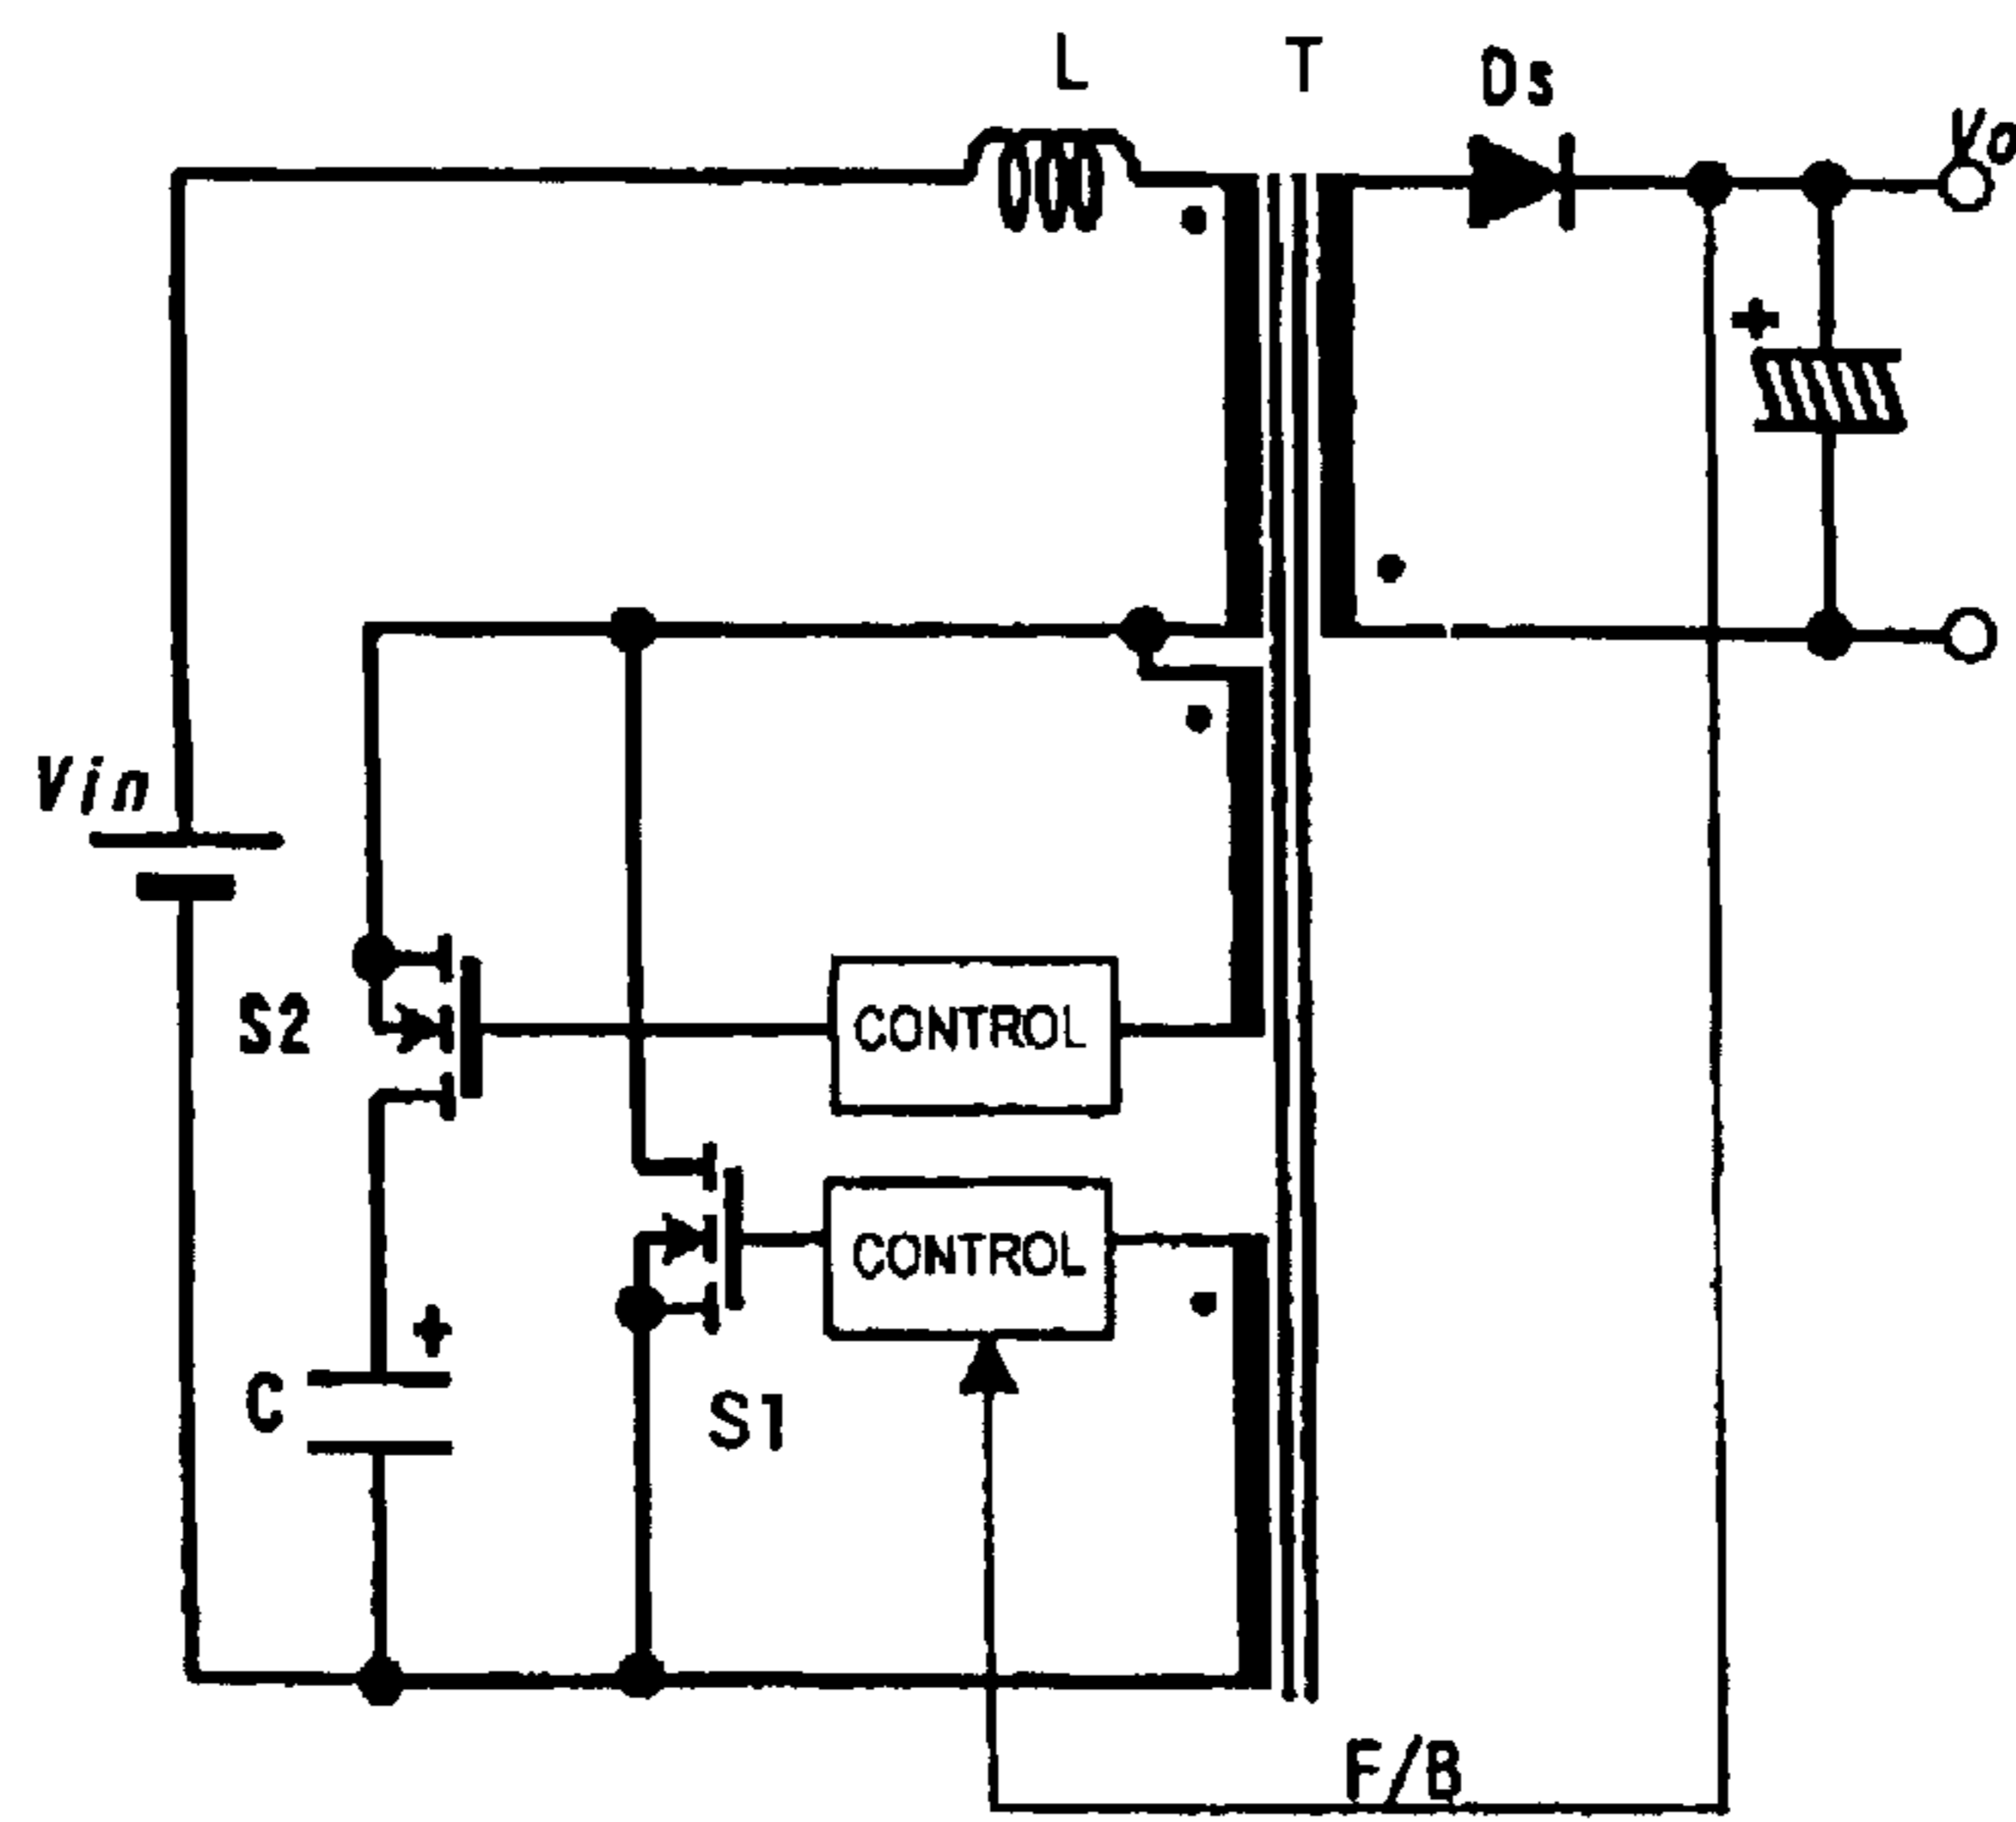 L
T
Ds
Vo
+
Vin
S2
CONTROL
CONTROL
+
C
S1
F/B